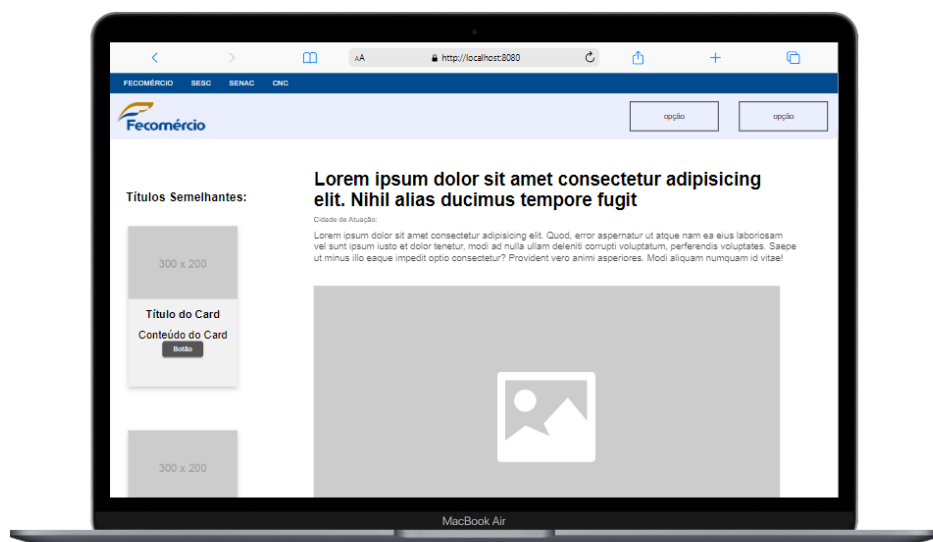 AA
http://localhost:8080
FECOMÉRCIO SESC SENAC CNC
Fecomércio
opção
opção
Títulos Semelhantes:
300 x 200
Título do Card
Conteúdo do Card
Botão
300 x 200
Lorem ipsum dolor sit amet consectetur adipisicing
elit. Nihil alias ducimus tempore fugit
Cidade de Atuação:
Lorem ipsum dolor sit amet consectetur adipisicing elit. Quod, error aspernatur ut atque nam ea eius laboriosam
vel sunt ipsum iusto et dolor tenetur, modi ad nulla ullam deleniti corrupti voluptatum, perferendis voluptates. Saepe
ut minus illo eaque impedit optio consectetur? Provident vero animi asperiores. Modi aliquam numquam id vitae!
MacBook Air